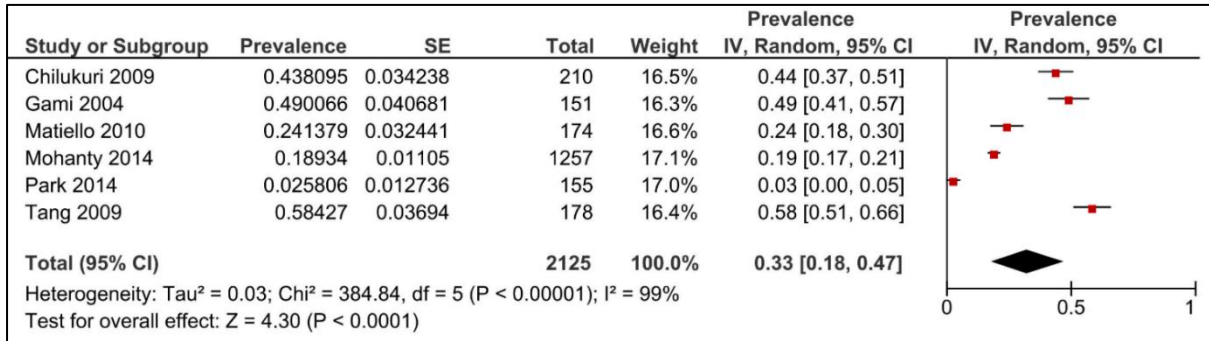 Prevalence Prevalence
Study or Subgroup Prevalence SE Total Weight IV, Random, 95% CI IV, Random, 95% CI
Chilukuri 2009 0.438095 0.034238 210 16.5% 0.44 [0.37, 0.51]
Gami 2004 0.490066 0.040681 151 16.3% 0.49 [0.41, 0.57]
Matiello 2010 0.241379 0.032441 174 16.6% 0.24 [0.18, 0.30]
Mohanty 2014 0.18934 0.01105 1257 17.1% 0.19 [0.17, 0.21]
Park 2014 0.025806 0.012736 155 17.0% 0.03 [0.00, 0.05]
Tang 2009 0.58427 0.03694 178 16.4% 0.58 [0.51, 0.66]
Total (95% CI) 2125 100.0% 0.33 [0.18, 0.47]
Heterogeneity: Tau² = 0.03; Chi² = 384.84, df = 5 (P < 0.00001); I² = 99%
Test for overall effect: Z = 4.30 (P < 0.0001)
0 0.5 1